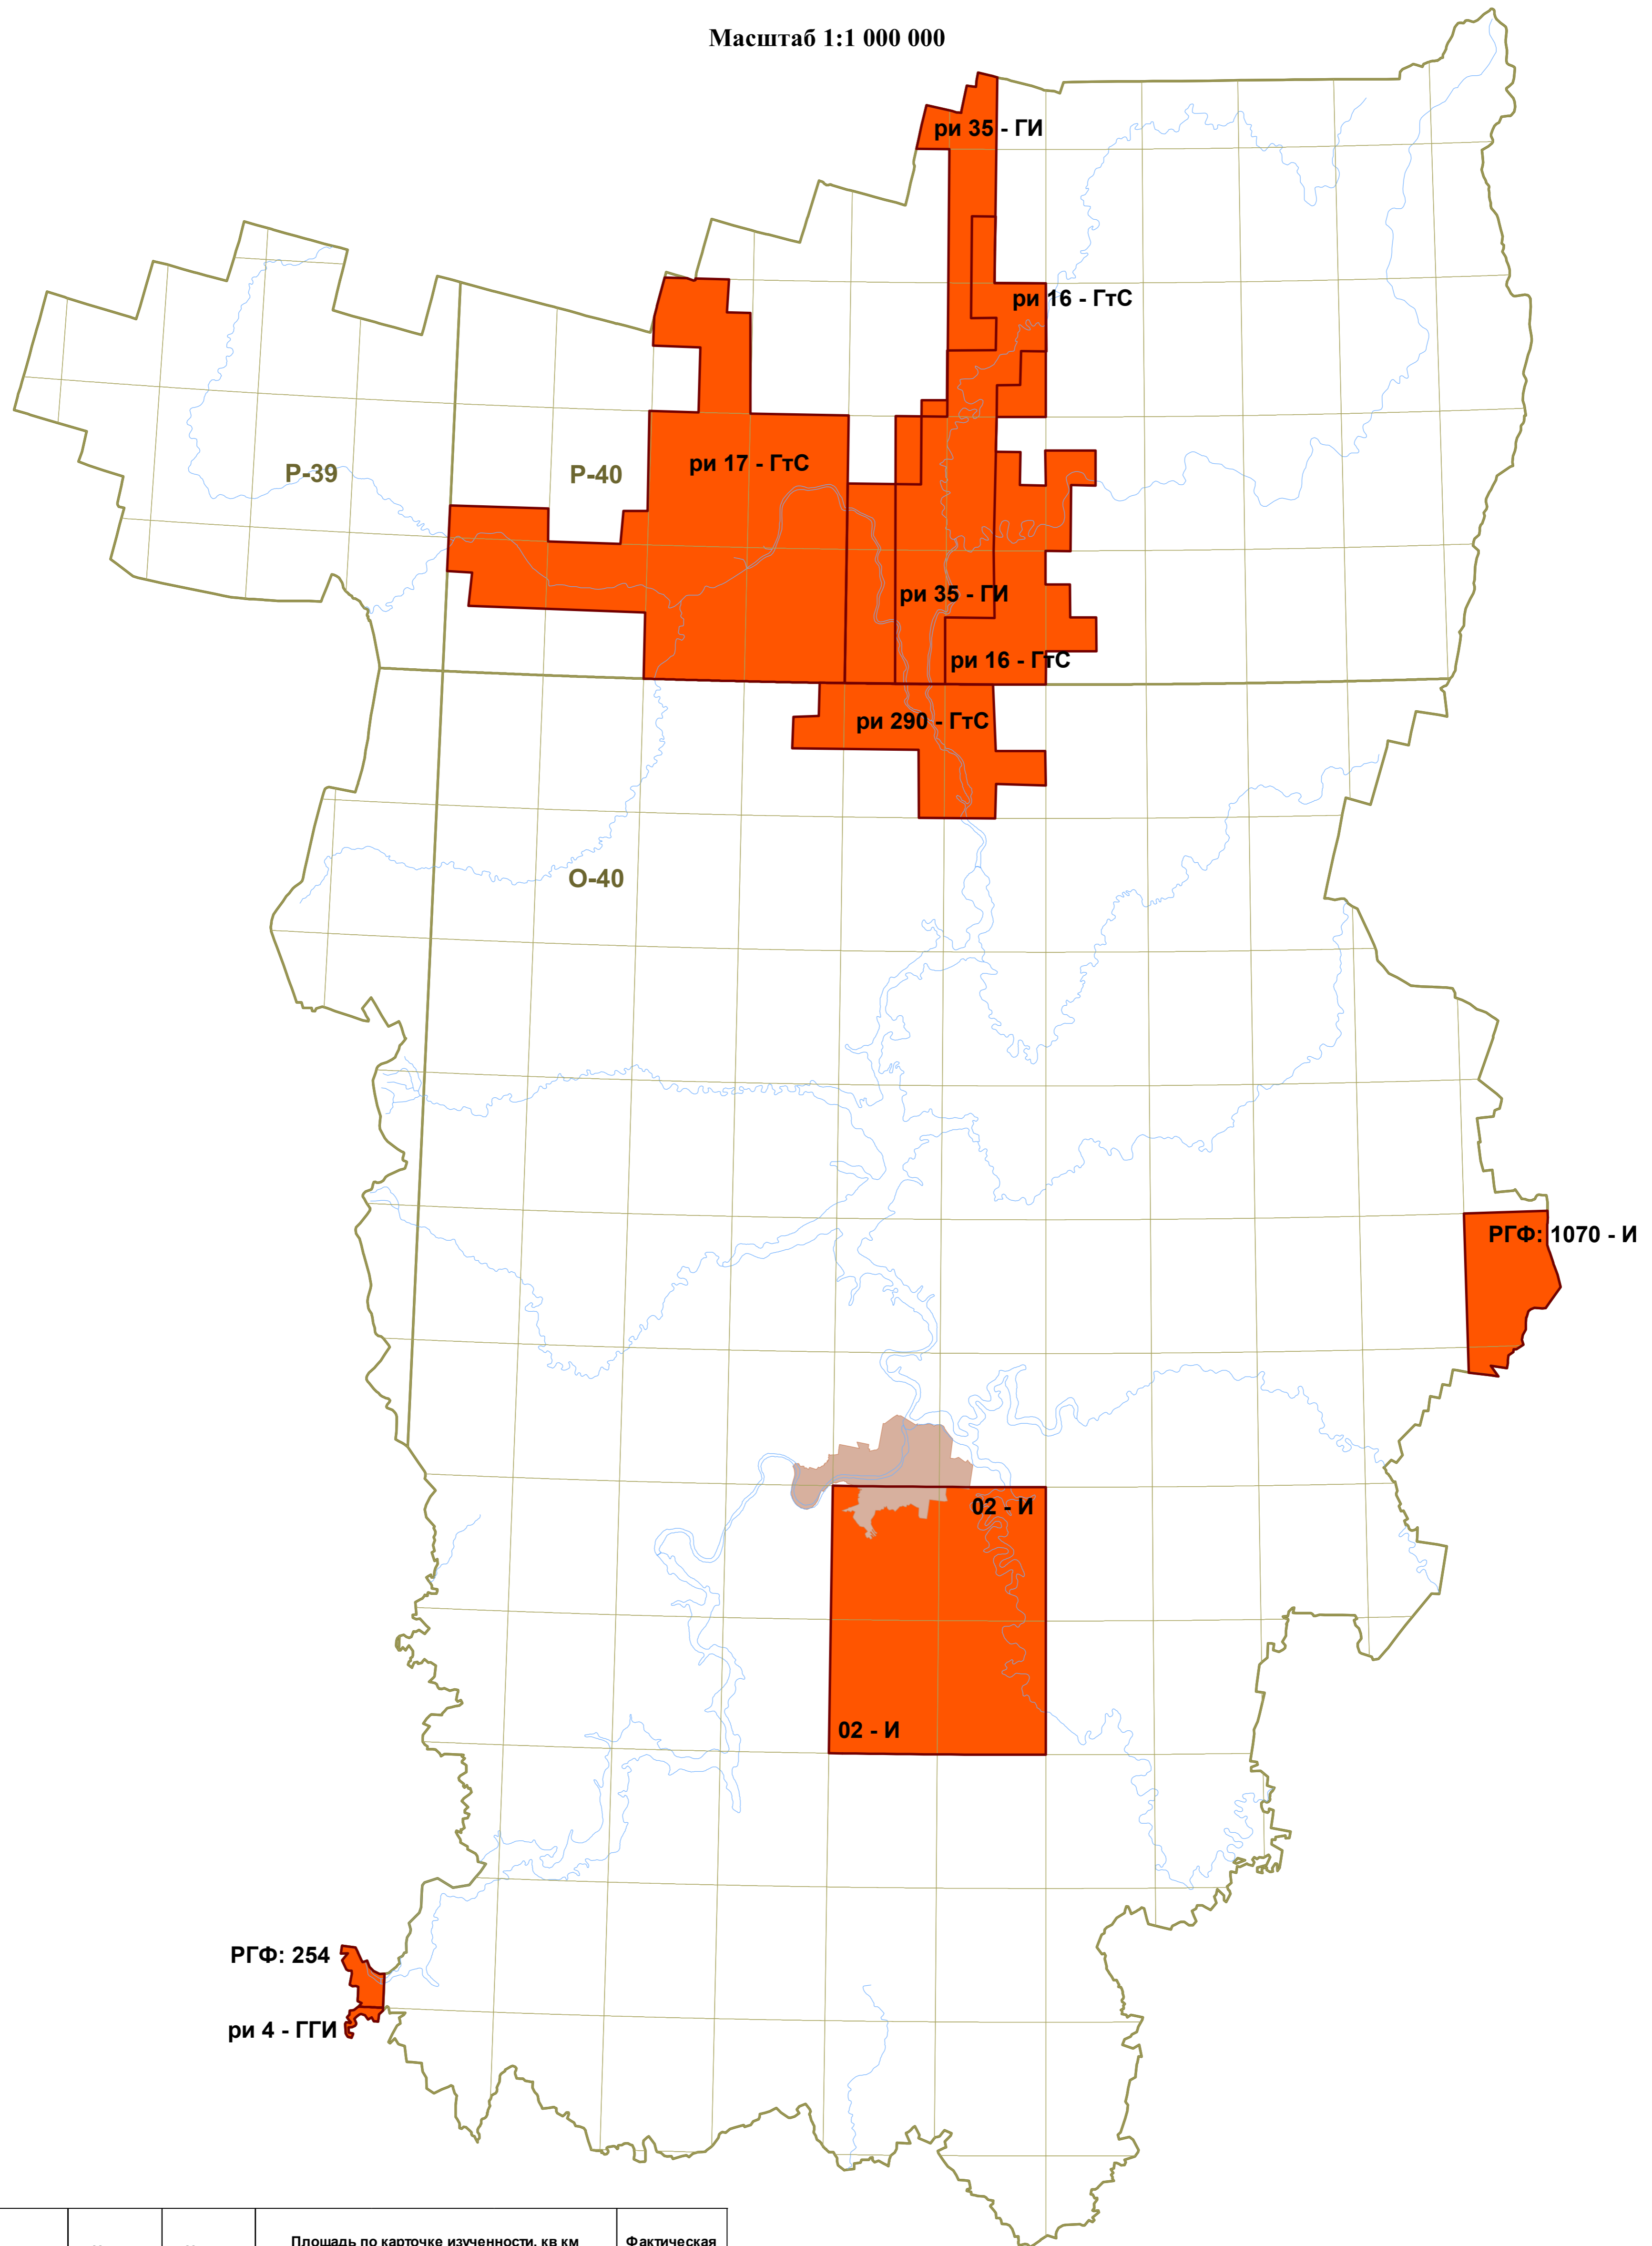 Масштаб 1:1 000 000
ри 35 - ГИ
ри 16 - ГтС
ри 17 - ГтС
P-39
P-40
ри 35 - ГИ
ри 16 - ГтС
ри 290 - ГтС
O-40
РГФ: 1070 - И
02 - И
02 - И
РГФ: 254
ри 4 - ГГИ
Площадь по карточке изученности, кв км
Фактическая